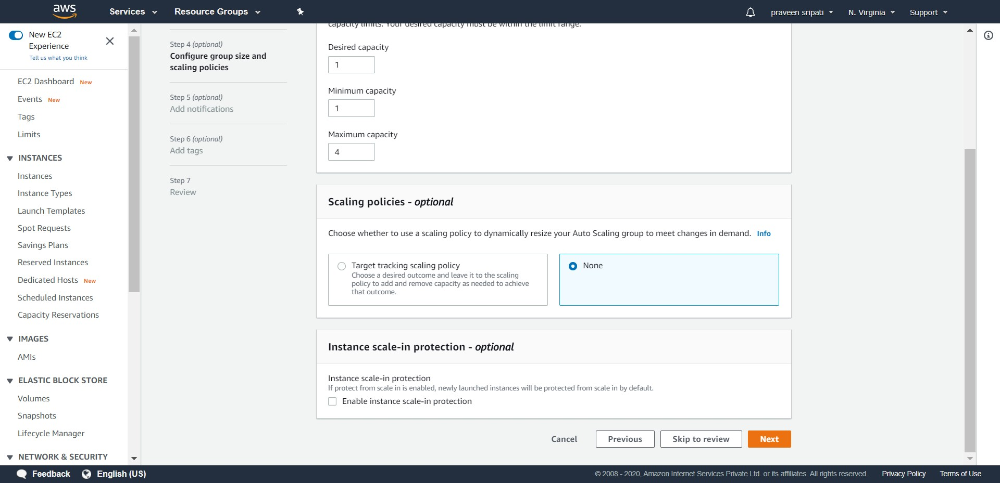 aws
Services
Resource Groups
praveen sripati
N. Virginia
Support
New EC2
Experience
Tell us what you think
EC2 Dashboard New
Events New
Tags
Limits
INSTANCES
Instances
Instance Types
Launch Templates
Spot Requests
Savings Plans
Reserved Instances
Dedicated Hosts New
Scheduled Instances
Capacity Reservations
IMAGES
AMIs
ELASTIC BLOCK STORE
Volumes
Snapshots
Lifecycle Manager
NETWORK & SECURITY
Step 4 (optional)
Configure group size and
scaling policies
Step 5 (optional)
Add notifications
Step 6 (optional)
Add tags
Step 7
Review
capacity limits. Your desired capacity must be within the limit range.
Desired capacity
1
Minimum capacity
1
Maximum capacity
4
Scaling policies - optional
Choose whether to use a scaling policy to dynamically resize your Auto Scaling group to meet changes in demand. Info
Target tracking scaling policy
Choose a desired outcome and leave it to the scaling
policy to add and remove capacity as needed to achieve
that outcome.
None
Instance scale-in protection - optional
Instance scale-in protection
If protect from scale in is enabled, newly launched instances will be protected from scale in by default.
Enable instance scale-in protection
Cancel
Previous
Skip to review
Next
Feedback
English (US)
© 2008 - 2020, Amazon Internet Services Private Ltd. or its affiliates. All rights reserved.
Privacy Policy
Terms of Use